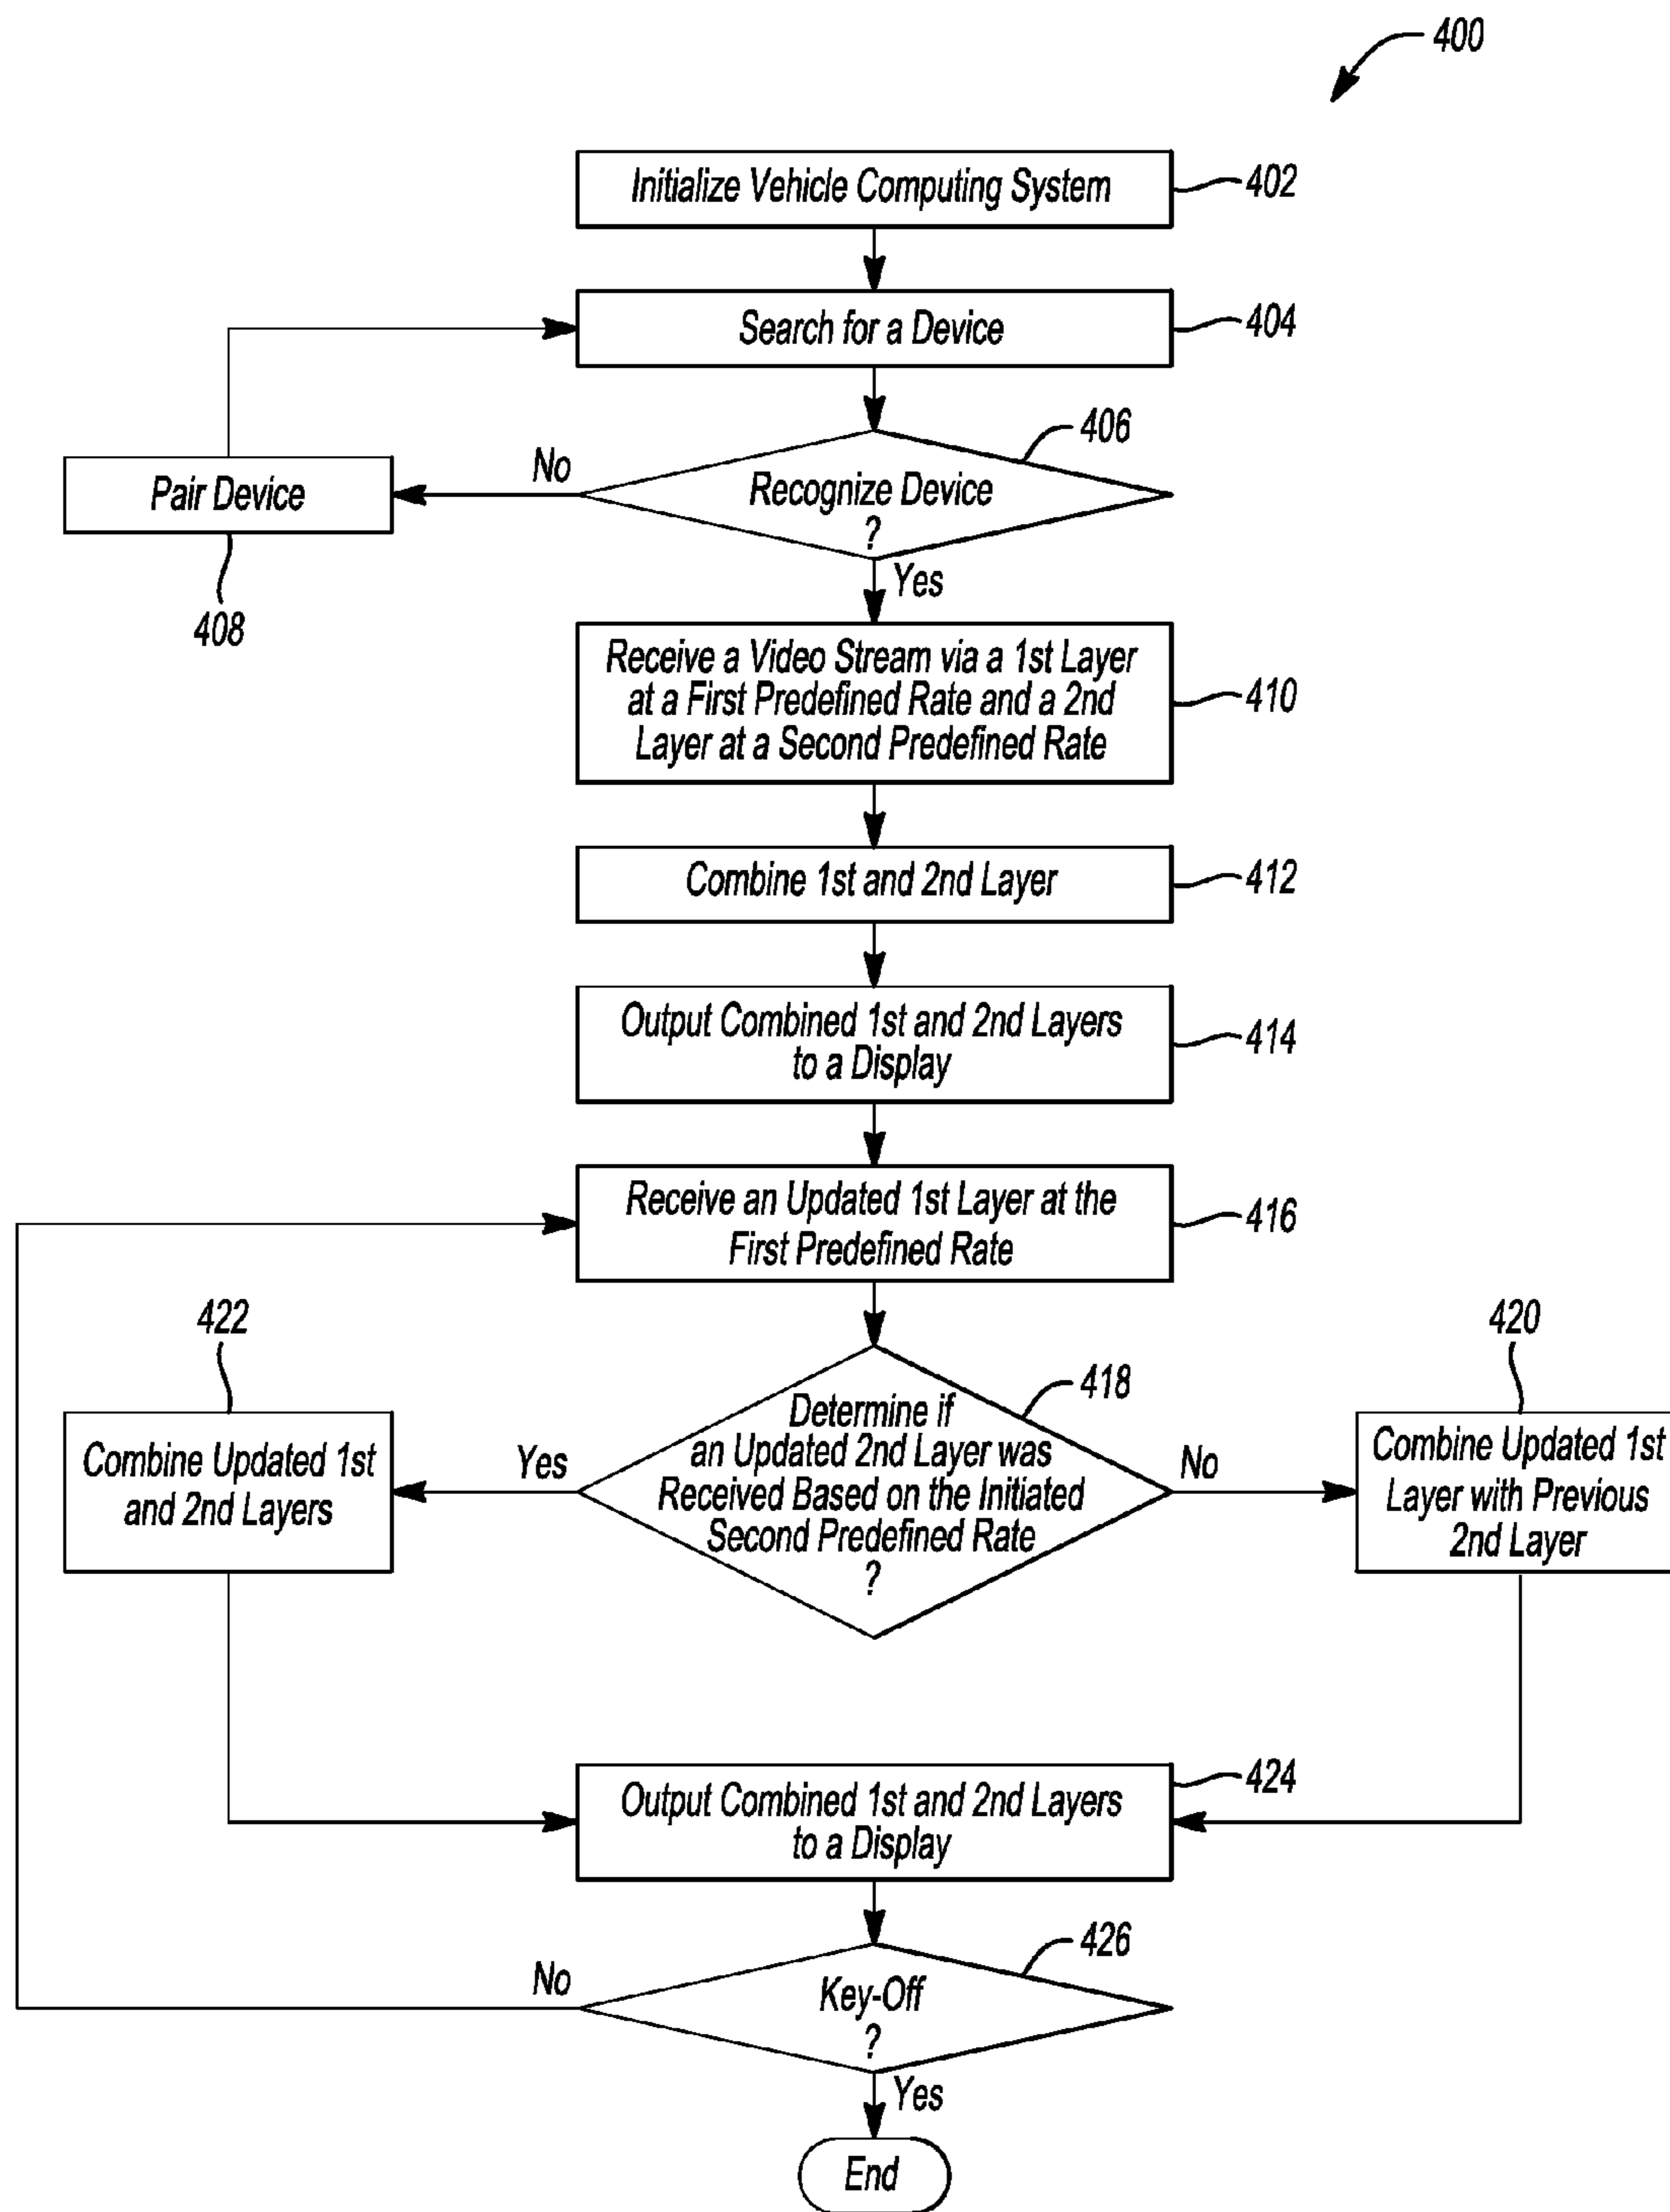 400
Initialize Vehicle Computing System
402
Search for a Device
404
406
Recognize Device
?
No
Pair Device
408
Yes
Receive a Video Stream via a 1st Layer
at a First Predefined Rate and a 2nd
Layer at a Second Predefined Rate
410
Combine 1st and 2nd Layer
412
Output Combined 1st and 2nd Layers
to a Display
414
Receive an Updated 1st Layer at the
First Predefined Rate
416
418
Determine if
an Updated 2nd Layer was
Received Based on the Initiated
Second Predefined Rate
?
Yes
422
Combine Updated 1st
and 2nd Layers
No
420
Combine Updated 1st
Layer with Previous
2nd Layer
Output Combined 1st and 2nd Layers
to a Display
424
426
Key-Off
?
No
Yes
End